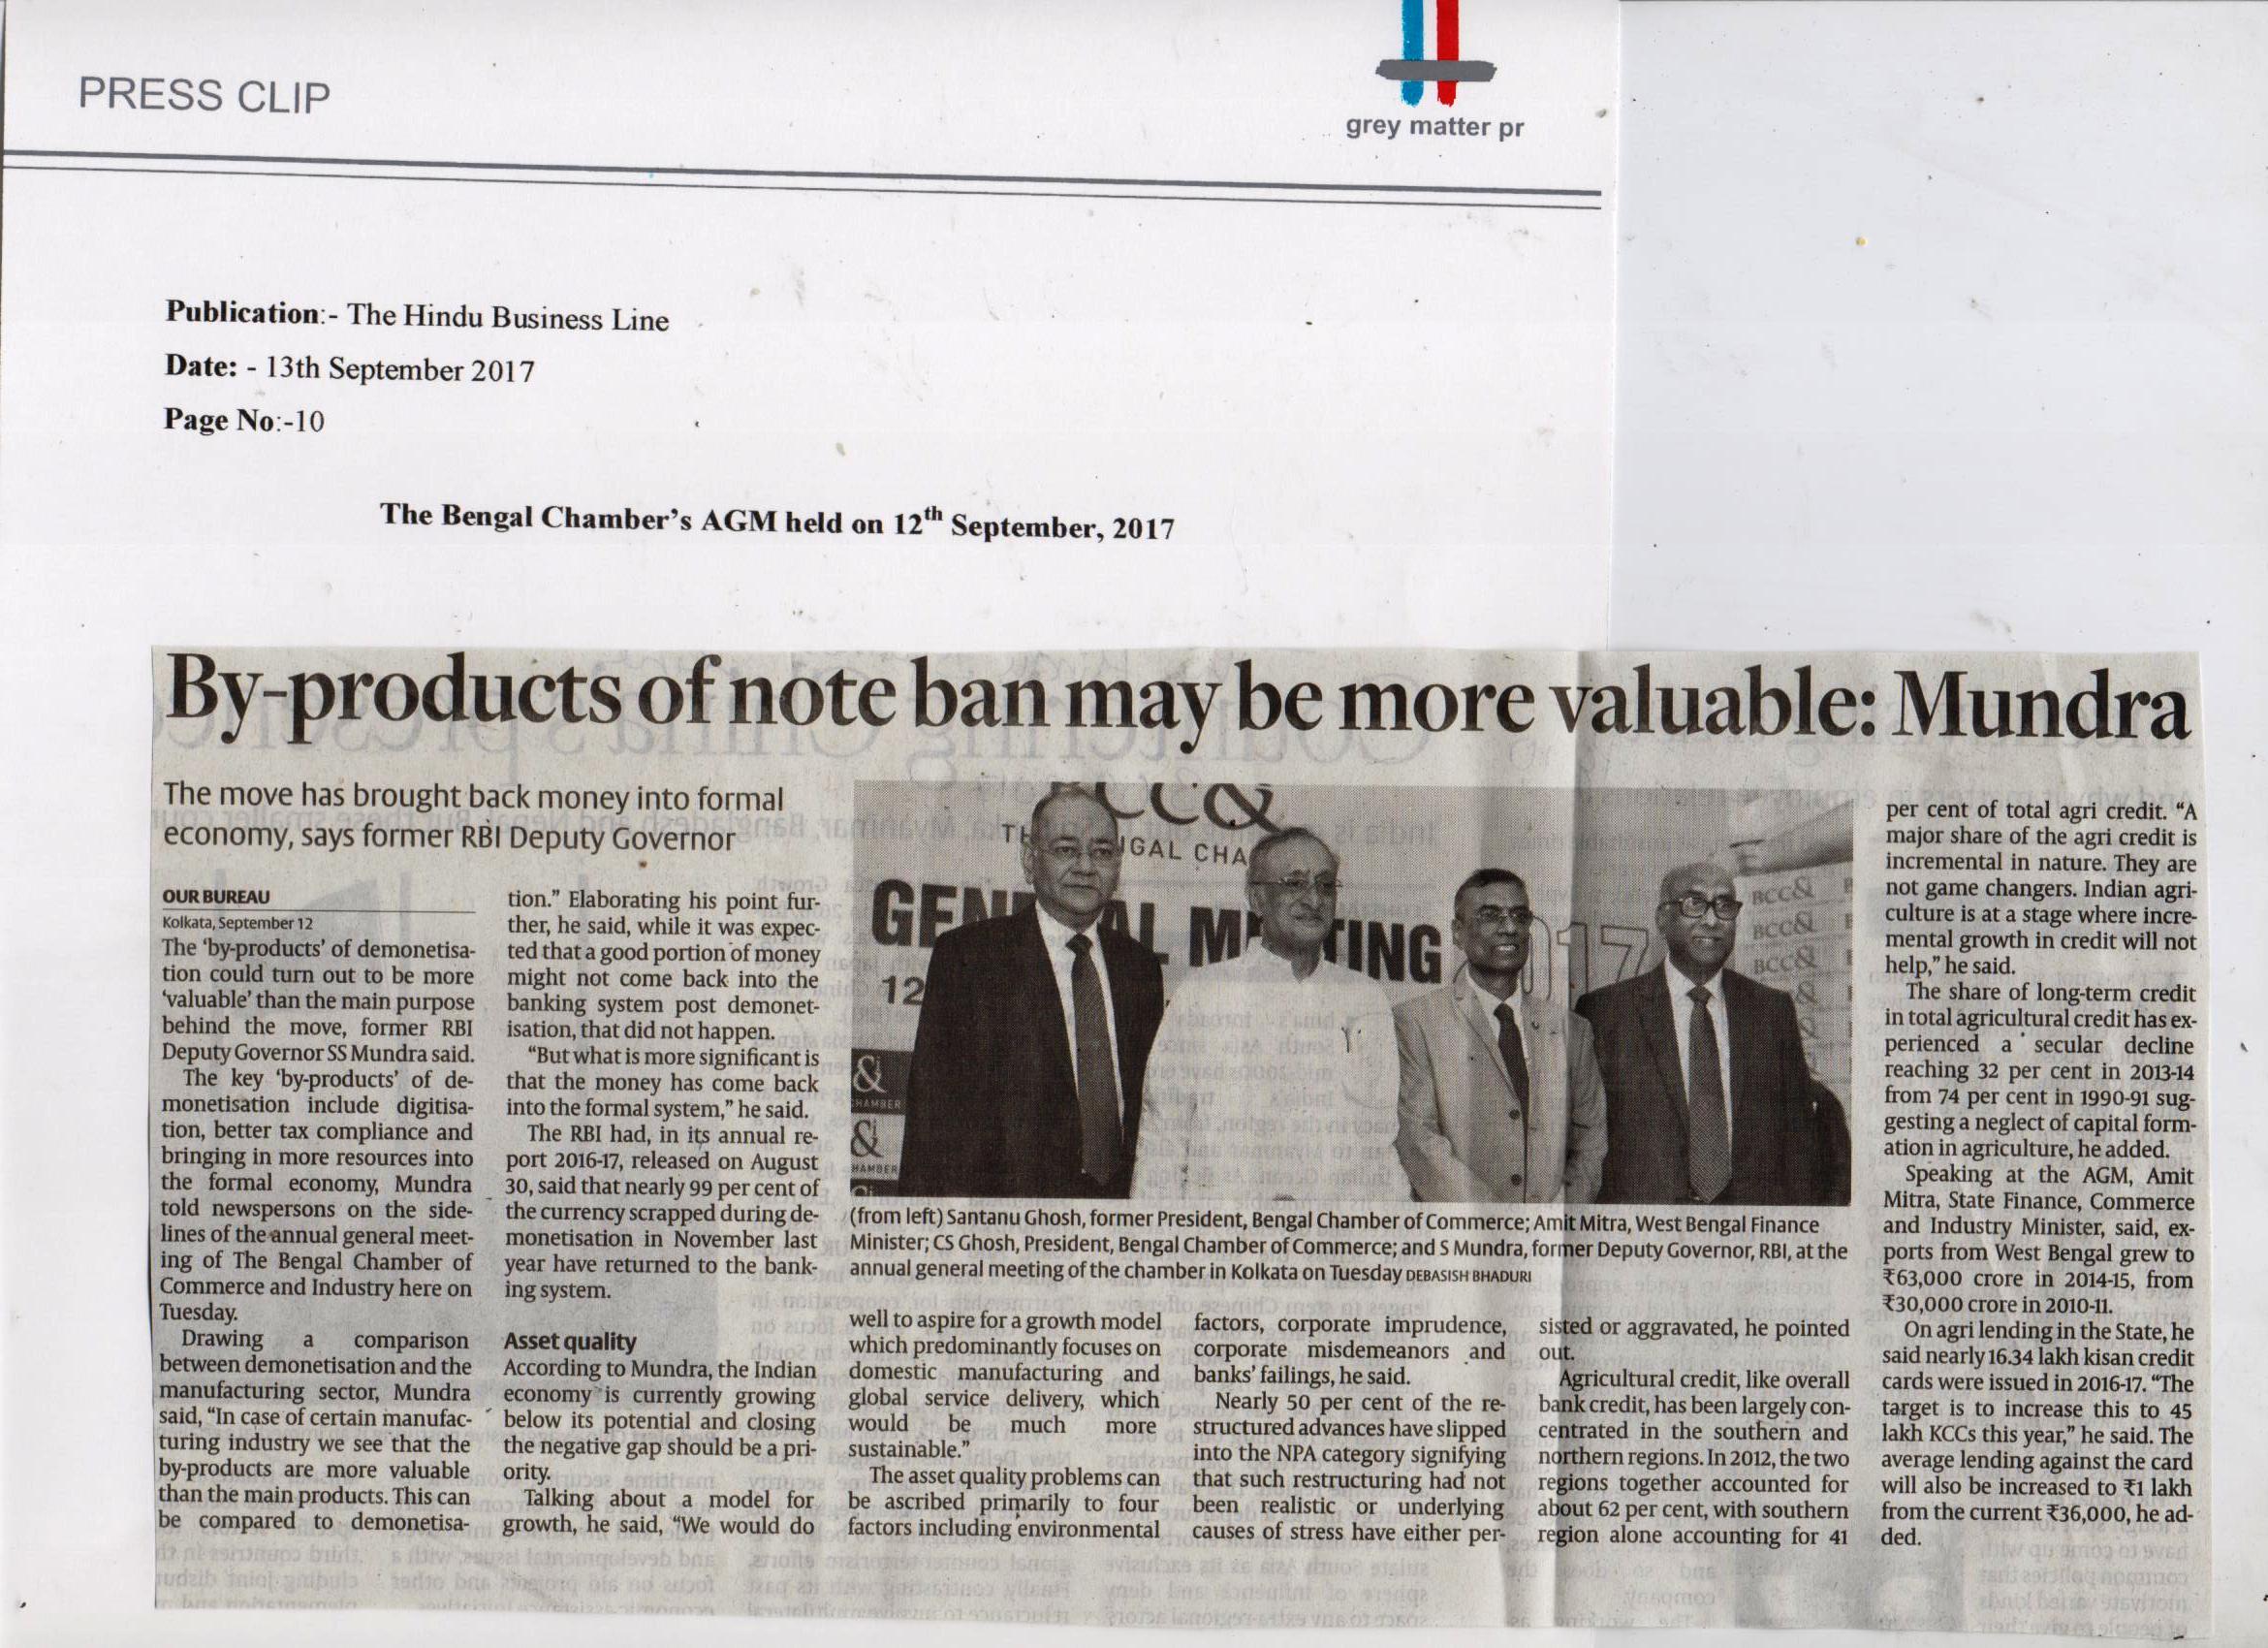 PRESS CLIP
grey matter pr
Publication:- The Hindu Business Line
Date: - 13th September 2017
Page No:-10
The Bengal Chamber's AGM held on 12th September, 2017
By-products of note ban may be more valuable: Mundra
The move has brought back money into formal
economy, says former RBI Deputy Governor
OUR BUREAU
Kolkata, September 12
The ‘by-products’ of demonetisa-
tion could turn out to be more
‘valuable’ than the main purpose
behind the move, former RBI
Deputy Governor SS Mundra said.
The key ‘by-products’ of de-
monetisation include digitisa-
tion, better tax compliance and
bringing in more resources into
the formal economy, Mundra
told newspersons on the side-
lines of the annual general meet-
ing of The Bengal Chamber of
Commerce and Industry here on
Tuesday.
Drawing a comparison
between demonetisation and the
manufacturing sector, Mundra
said, “In case of certain manufac-
turing industry we see that the
by-products are more valuable
than the main products. This can
be compared to demonetisa-
tion.” Elaborating his point fur-
ther, he said, while it was expec-
ted that a good portion of money
might not come back into the
banking system post demonet-
isation, that did not happen.
“But what is more significant is
that the money has come back
into the formal system,” he said.
The RBI had, in its annual re-
port 2016-17, released on August
30, said that nearly 99 per cent of
the currency scrapped during de-
monetisation in November last
year have returned to the bank-
ing system.
Asset quality
According to Mundra, the Indian
economy is currently growing
below its potential and closing
the negative gap should be a pri-
ority.
Talking about a model for
growth, he said, “We would do
CC&
GENERAL MEETING 2017
12
BCC&
BCC&
BCC&
&
CHAMBER
&
HAMBER
(from left) Santanu Ghosh, former President, Bengal Chamber of Commerce; Amit Mitra, West Bengal Finance
Minister; CS Ghosh, President, Bengal Chamber of Commerce; and S Mundra, former Deputy Governor, RBI, at the
annual general meeting of the chamber in Kolkata on Tuesday DEBASISH BHADURI
well to aspire for a growth model
which predominantly focuses on
domestic manufacturing and
global service delivery, which
would be much more
sustainable.”
The asset quality problems can
be ascribed primarily to four
factors including environmental
factors, corporate imprudence,
corporate misdemeanors and
banks’ failings, he said.
Nearly 50 per cent of the re-
structured advances have slipped
into the NPA category signifying
that such restructuring had not
been realistic or underlying
causes of stress have either per-
sisted or aggravated, he pointed
out.
Agricultural credit, like overall
bank credit, has been largely con-
centrated in the southern and
northern regions. In 2012, the two
regions together accounted for
about 62 per cent, with southern
region alone accounting for 41
per cent of total agri credit. “A
major share of the agri credit is
incremental in nature. They are
not game changers. Indian agri-
culture is at a stage where incre-
mental growth in credit will not
help,” he said.
The share of long-term credit
in total agricultural credit has ex-
perienced a secular decline
reaching 32 per cent in 2013-14
from 74 per cent in 1990-91 sug-
gesting a neglect of capital form-
ation in agriculture, he added.
Speaking at the AGM, Amit
Mitra, State Finance, Commerce
and Industry Minister, said, ex-
ports from West Bengal grew to
₹63,000 crore in 2014-15, from
₹30,000 crore in 2010-11.
On agri lending in the State, he
said nearly 16.34 lakh kisan credit
cards were issued in 2016-17. “The
target is to increase this to 45
lakh KCCs this year,” he said. The
average lending against the card
will also be increased to ₹1 lakh
from the current ₹36,000, he ad-
ded.